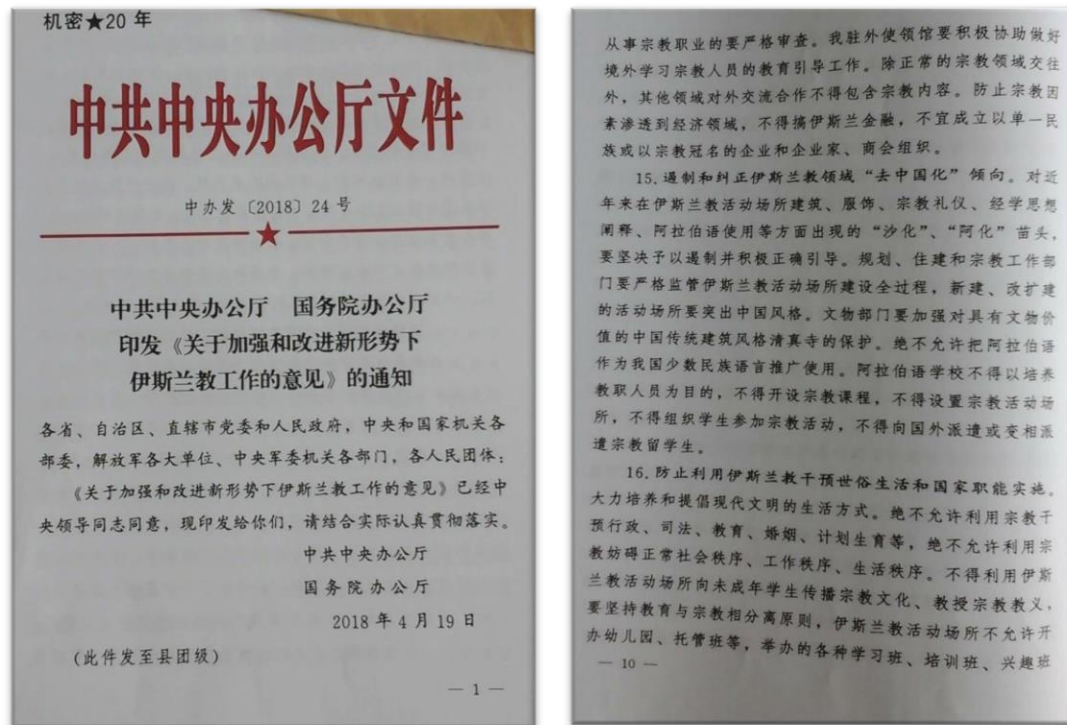 机密★20 年
中共中央办公厅文件
中办发〔2018〕24 号
中共中央办公厅 国务院办公厅
印发《关于加强和改进新形势下
伊斯兰教工作的意见》的通知
各省、自治区、直辖市党委和人民政府，中央和国家机关各
部委，解放军各大单位、中央军委机关各部门，各人民团体：
《关于加强和改进新形势下伊斯兰教工作的意见》已经中
央领导同志同意，现印发给你们，请结合实际认真贯彻落实。
中共中央办公厅
国务院办公厅
2018 年 4 月 19 日
(此件发至县团级)
— 1 —
从事宗教职业的要严格审查。我驻外使领馆要积极协助做好
境外学习宗教人员的教育引导工作。除正常的宗教领域交往
外，其他领域对外交流合作不得包含宗教内容。防止宗教因
素渗透到经济领域，不得搞伊斯兰金融，不宜成立以单一民
族或以宗教冠名的企业和企业家、商会组织。
15.遏制和纠正伊斯兰教领域“去中国化”倾向。对近
年来在伊斯兰教活动场所建筑、服饰、宗教礼仪、经学思想
阐释、阿拉伯语使用等方面出现的“沙化”、“阿化”苗头，
要坚决予以遏制并积极正确引导。规划、住建和宗教工作部
门要严格监管伊斯兰教活动场所建设全过程，新建、改扩建
的活动场所要突出中国风格。文物部门要加强对具有文物价
值的中国传统建筑风格清真寺的保护。绝不允许把阿拉伯语
作为我国少数民族语言推广使用。阿拉伯语学校不得以培养
教职人员为目的，不得开设宗教课程，不得设置宗教活动场
所，不得组织学生参加宗教活动，不得向国外派遣或变相派
遣宗教留学生。
16.防止利用伊斯兰教干预世俗生活和国家职能实施。
大力培养和提倡现代文明的生活方式。绝不允许利用宗教干
预行政、司法、教育、婚姻、计划生育等，绝不允许利用宗
教妨碍正常社会秩序、工作秩序、生活秩序。不得利用伊斯
兰教活动场所向未成年学生传播宗教文化、教授宗教教义，
要坚持教育与宗教相分离原则，伊斯兰教活动场所不允许开
办幼儿园、托管班等，举办的各种学习班、培训班、兴趣班
— 10 —